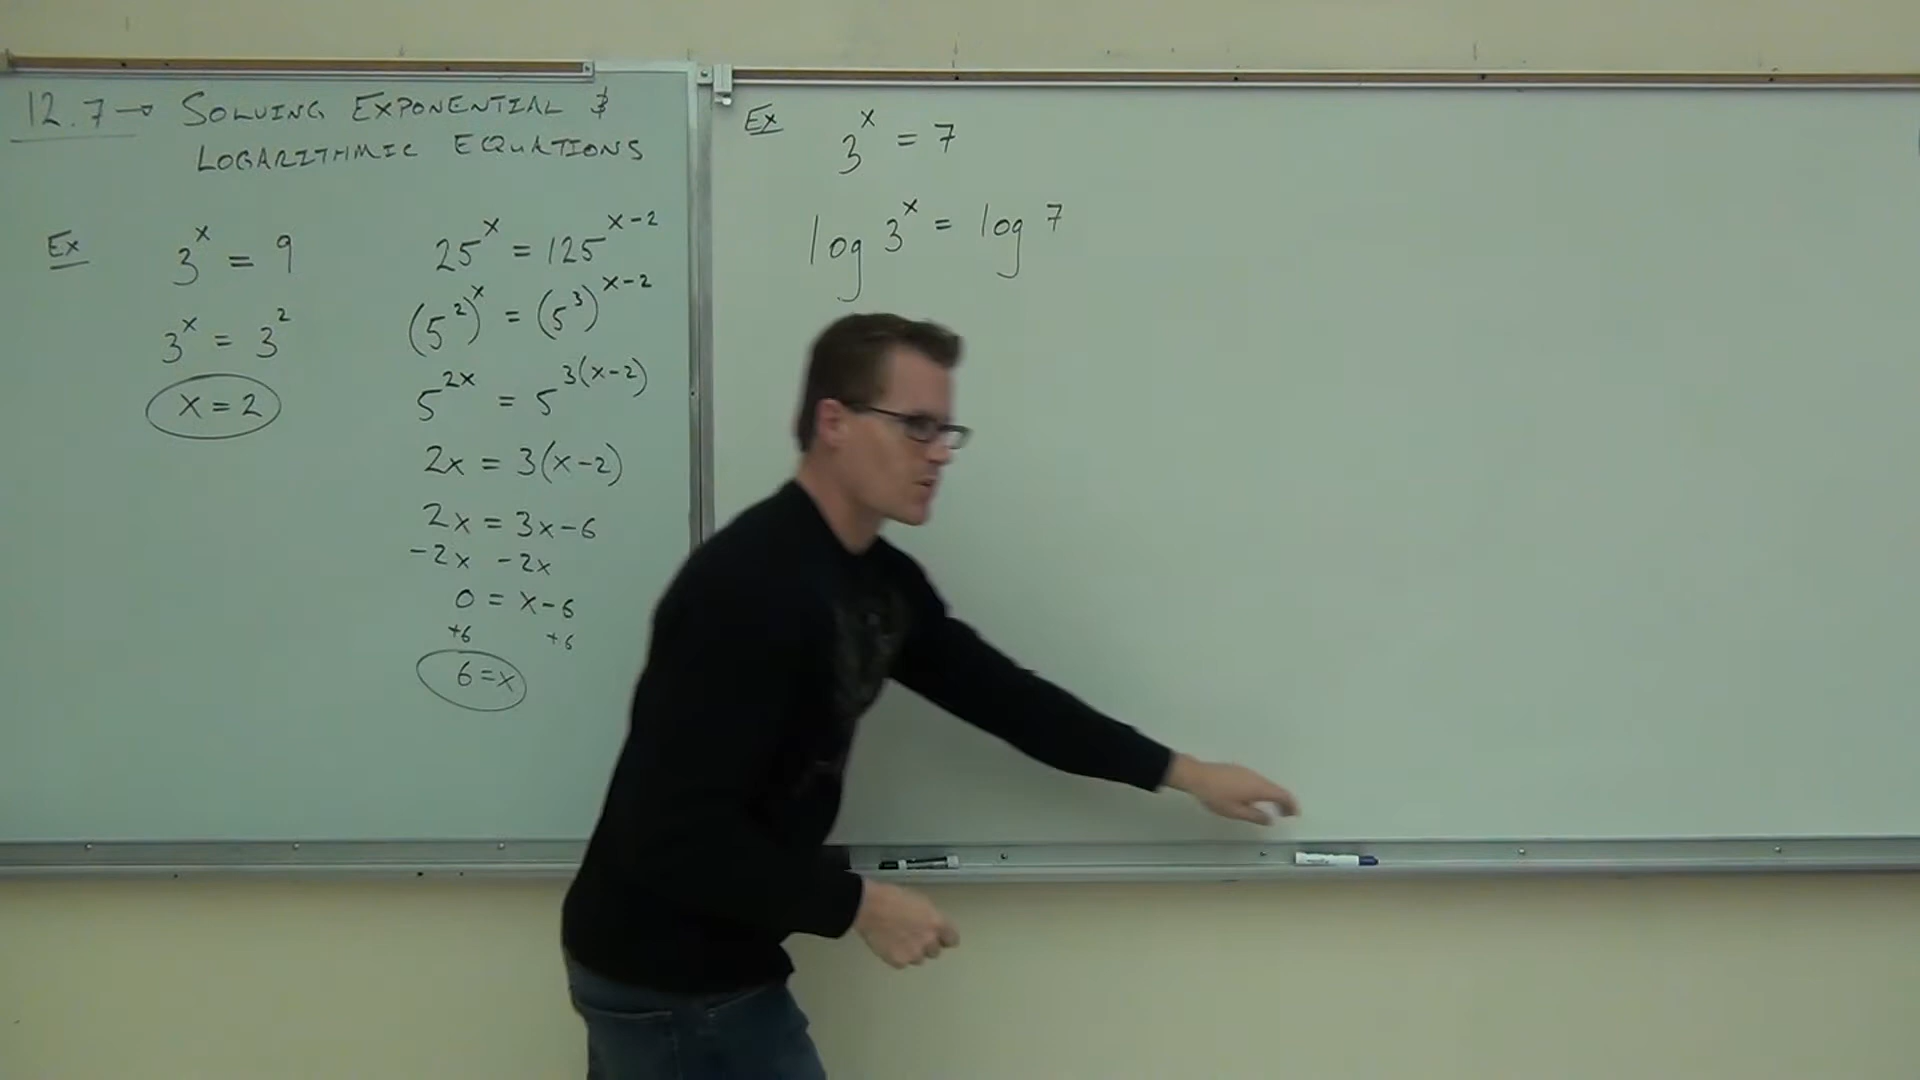 12.7 → SOLVING EXPONENTIAL &
LOGARITHMIC EQUATIONS
Ex
3^x = 9
3^x = 3^2
x = 2
25^x = 125^(x-2)
(5^2)^x = (5^3)^(x-2)
5^(2x) = 5^(3(x-2))
2x = 3(x-2)
2x = 3x-6
-2x -2x
0 = x-6
+6 +6
6 = x
Ex
3^x = 7
log 3^x = log 7